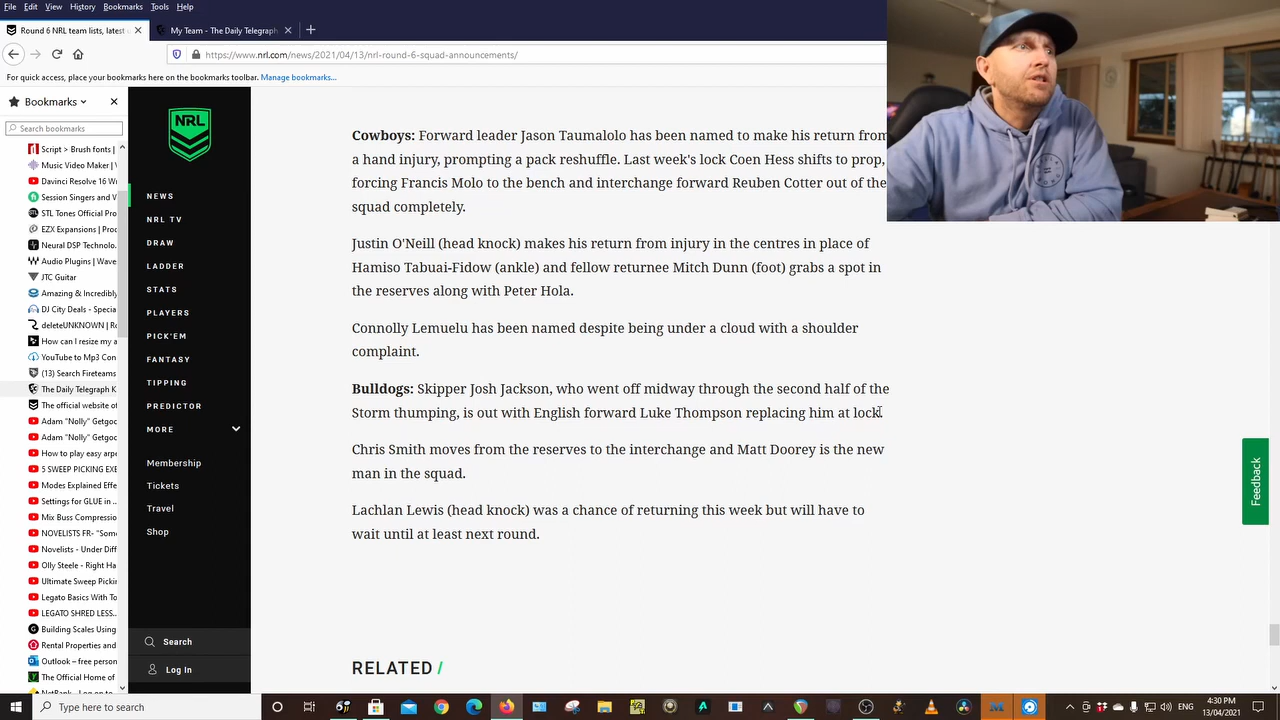 File Edit View History Bookmarks Tools Help
Round 6 NRL team lists, latest
My Team - The Daily Telegraph
https://www.nrl.com/news/2021/04/13/nrl-round-6-squad-announcements/
For quick access, place your bookmarks here on the bookmarks toolbar. Manage bookmarks...
Bookmarks
Search bookmarks
Script > Brush fonts |
Music Video Maker |
Davinci Resolve 16 W
Session Singers and V
STL Tones Official Pro
EZX Expansions | Proc
Neural DSP Technolo.
Audio Plugins | Wave
JTC Guitar
Amazing & Incredibly
DJ City Deals - Specia
deleteUNKNOWN | Ro
How can I resize my a
YouTube to Mp3 Con
(13) Search Fireteams
The Daily Telegraph K
The official website of
Adam "Nolly" Getgoo
Adam "Nolly" Getgoo
How to play easy arpe
5 SWEEP PICKING EXE
Modes Explained Effe
Settings for GLUE in ..
Mix Buss Compressio
NOVELISTS FR- "Som
Novelists - Under Diff
Olly Steele - Right Ha
Ultimate Sweep Pickin
Legato Basics With To
LEGATO SHRED LESS..
Building Scales Using
Rental Properties and
Outlook – free person
The Official Home of
NetBank - Log on to
NRL
NEWS
NRL TV
DRAW
LADDER
STATS
PLAYERS
PICK'EM
FANTASY
TIPPING
PREDICTOR
MORE
Membership
Tickets
Travel
Shop
Search
Log In
Cowboys: Forward leader Jason Taumalolo has been named to make his return from
a hand injury, prompting a pack reshuffle. Last week's lock Coen Hess shifts to prop,
forcing Francis Molo to the bench and interchange forward Reuben Cotter out of the
squad completely.
Justin O'Neill (head knock) makes his return from injury in the centres in place of
Hamiso Tabuai-Fidow (ankle) and fellow returnee Mitch Dunn (foot) grabs a spot in
the reserves along with Peter Hola.
Connolly Lemuelu has been named despite being under a cloud with a shoulder
complaint.
Bulldogs: Skipper Josh Jackson, who went off midway through the second half of the
Storm thumping, is out with English forward Luke Thompson replacing him at lock.
Chris Smith moves from the reserves to the interchange and Matt Doorey is the new
man in the squad.
Lachlan Lewis (head knock) was a chance of returning this week but will have to
wait until at least next round.
RELATED /
Feedback
Type here to search
ENG
4:30 PM
13/04/2021